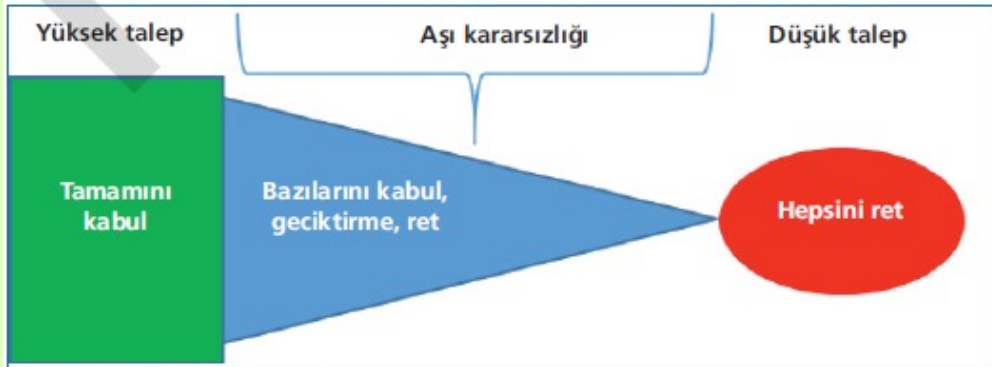 Yüksek talep
Aşı kararsızlığı
Düşük talep
Tamamını
kabul
Bazılarını kabul,
geciktirme, ret
Hepsini ret